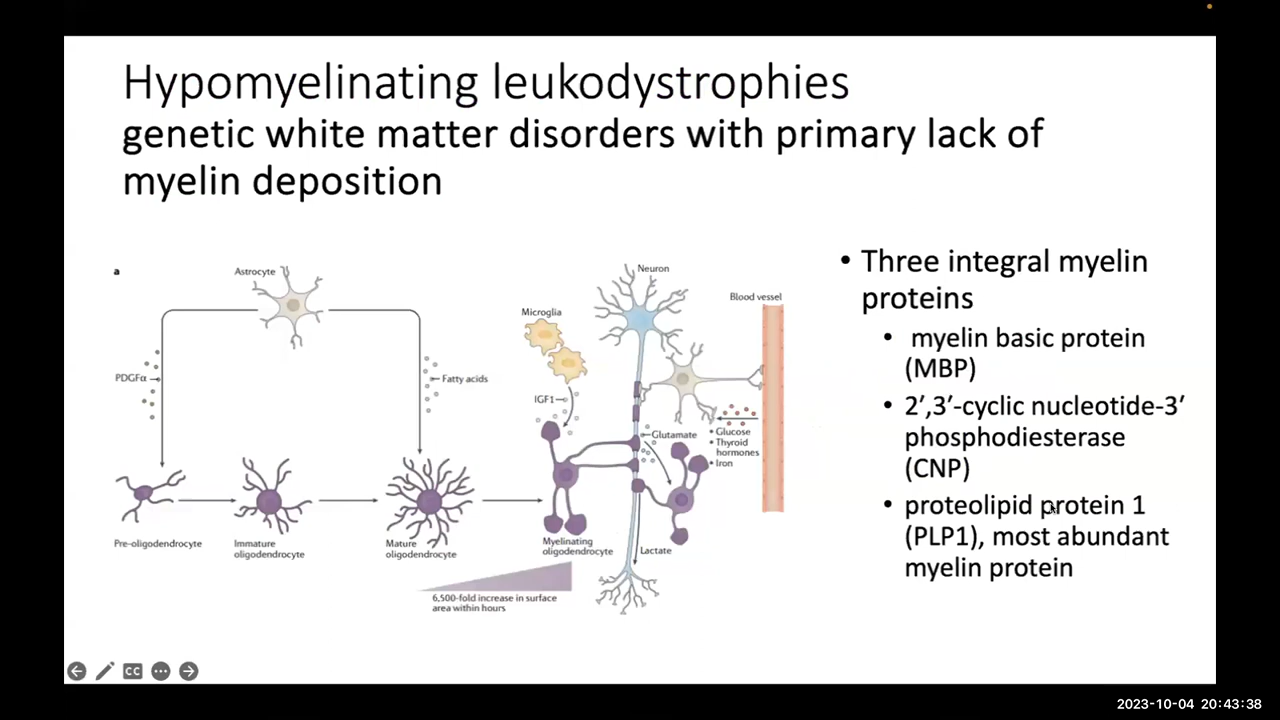 Hypomyelinating leukodystrophies
genetic white matter disorders with primary lack of
myelin deposition
a
Astrocyte
PDGFα
Fatty acids
Pre-oligodendrocyte
Immature
oligodendrocyte
Mature
oligodendrocyte
6,500-fold increase in surface
area within hours
Microglia
IGF1
Myelinating
oligodendrocyte
Neuron
Glutamate
Lactate
Blood vessel
• Glucose
• Thyroid
hormones
• Iron
• Three integral myelin
proteins
• myelin basic protein
(MBP)
• 2′,3′-cyclic nucleotide-3′
phosphodiesterase
(CNP)
• proteolipid protein 1
(PLP1), most abundant
myelin protein
CC
2023-10-04 20:43:38